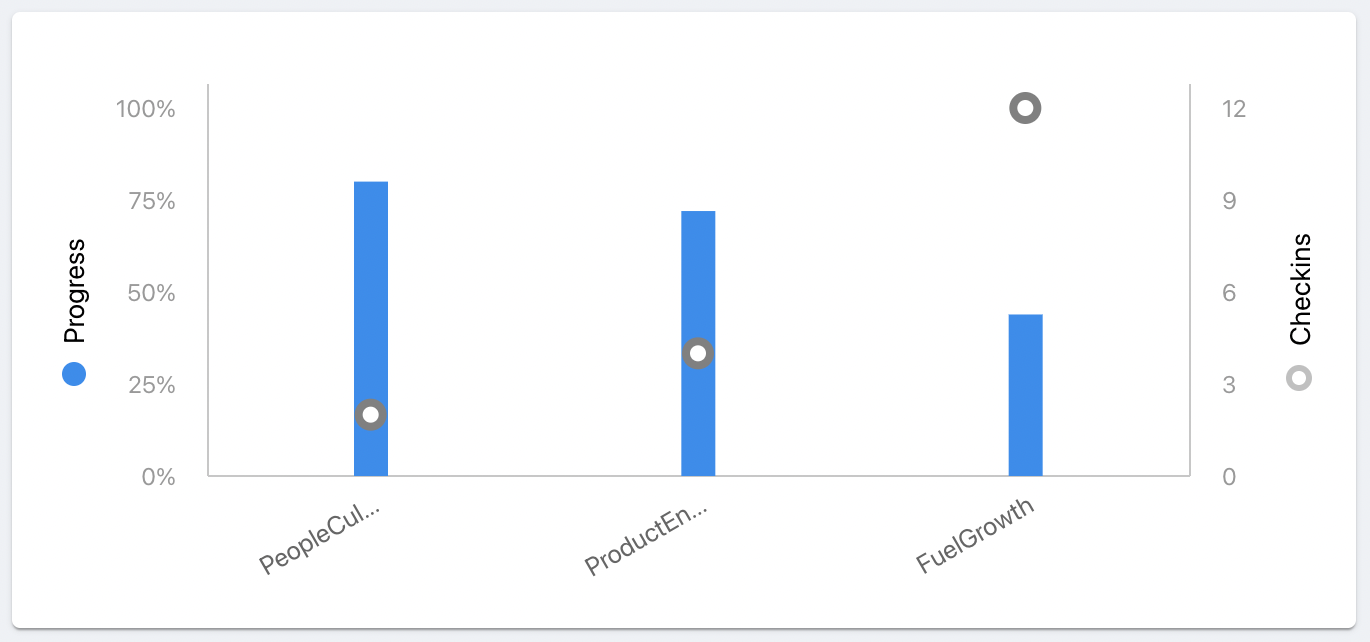 Progress
100%
75%
50%
25%
0%
12
9
6
3
0
Checkins
PeopleCul...
ProductEn...
FuelGrowth